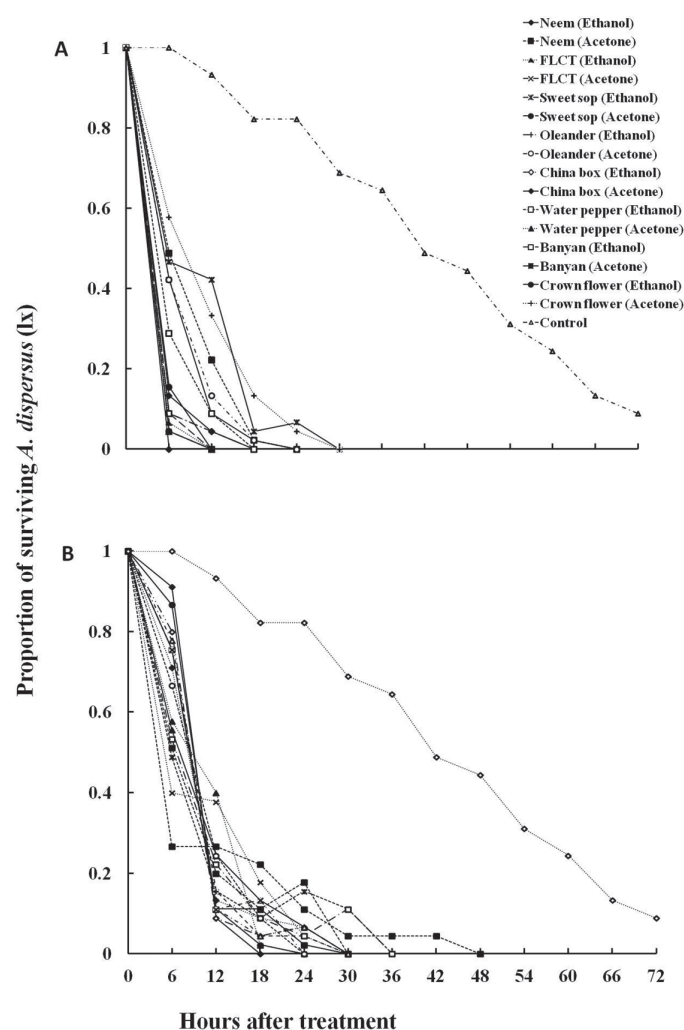 A
1
0.8
0.6
0.4
0.2
0
Neem (Ethanol)
Neem (Acetone)
FLCT (Ethanol)
FLCT (Acetone)
Sweet sop (Ethanol)
Sweet sop (Acetone)
Oleander (Ethanol)
Oleander (Acetone)
China box (Ethanol)
China box (Acetone)
Water pepper (Ethanol)
Water pepper (Acetone)
Banyan (Ethanol)
Banyan (Acetone)
Crown flower (Ethanol)
Crown flower (Acetone)
Control
Proportion of surviving A. dispersus (lx)
B
1
0.8
0.6
0.4
0.2
0
0 6 12 18 24 30 36 42 48 54 60 66 72
Hours after treatment